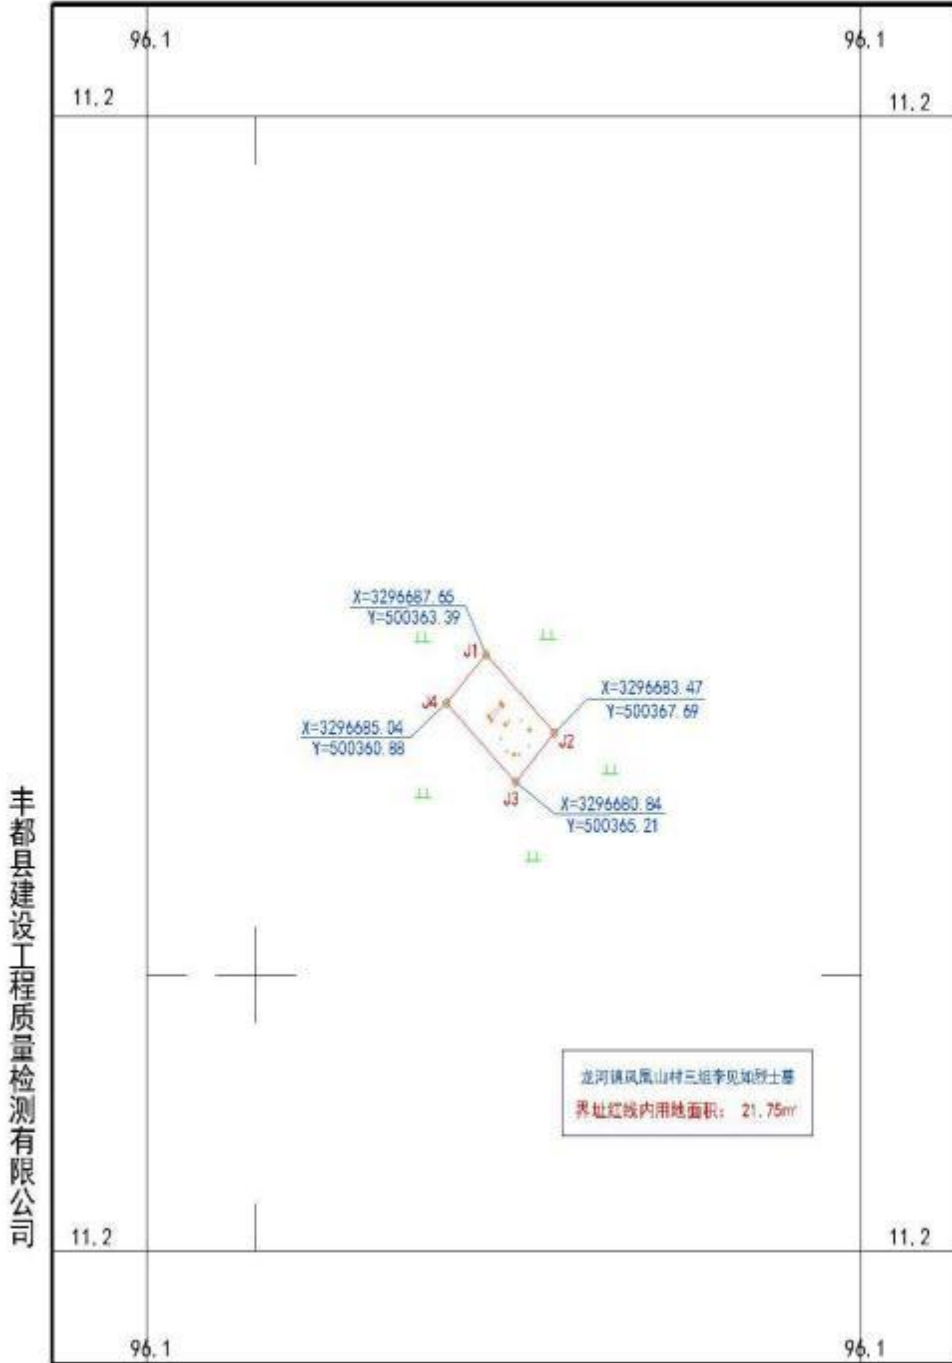 96.1
96.1
11.2
11.2
X=3296687.65
Y=500363.39
J1
X=3296683.47
Y=500367.69
J4
J2
X=3296685.04
Y=500360.88
J3
X=3296680.84
Y=500365.21
丰都县建设工程质量检测有限公司
龙河镇凤凰山村三组李见如烈士墓
界址红线内用地面积: 21.75㎡
11.2
11.2
96.1
96.1